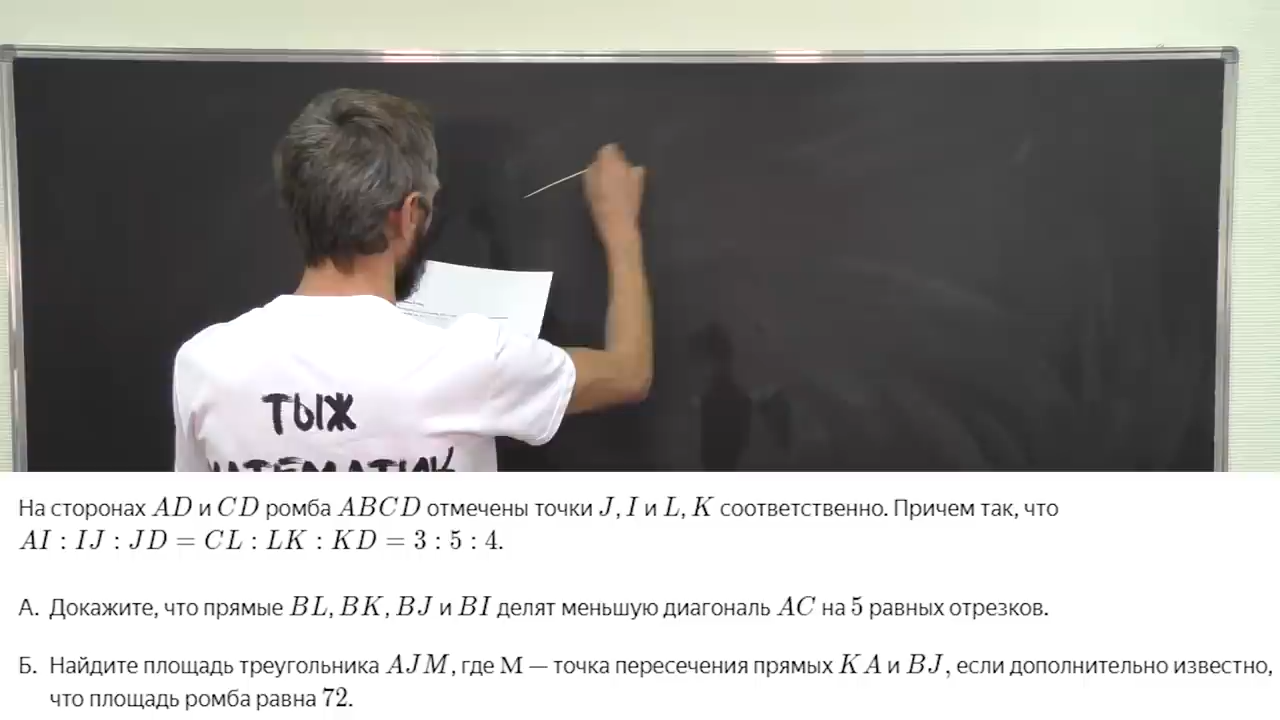 ТЫЖ
МАТЕМАТИК
На сторонах AD и CD ромба ABCD отмечены точки J, I и L, K соответственно. Причем так, что
AI : IJ : JD = CL : LK : KD = 3 : 5 : 4.
А. Докажите, что прямые BL, BK, BJ и BI делят меньшую диагональ AC на 5 равных отрезков.
Б. Найдите площадь треугольника AJM, где M — точка пересечения прямых KA и BJ, если дополнительно известно,
что площадь ромба равна 72.